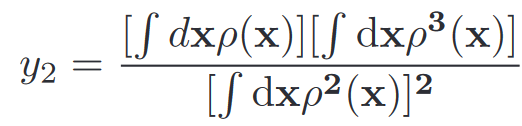 y₂ = [∫ dxρ(x)][∫ dxρ³(x)] / [∫ dxρ²(x)]²